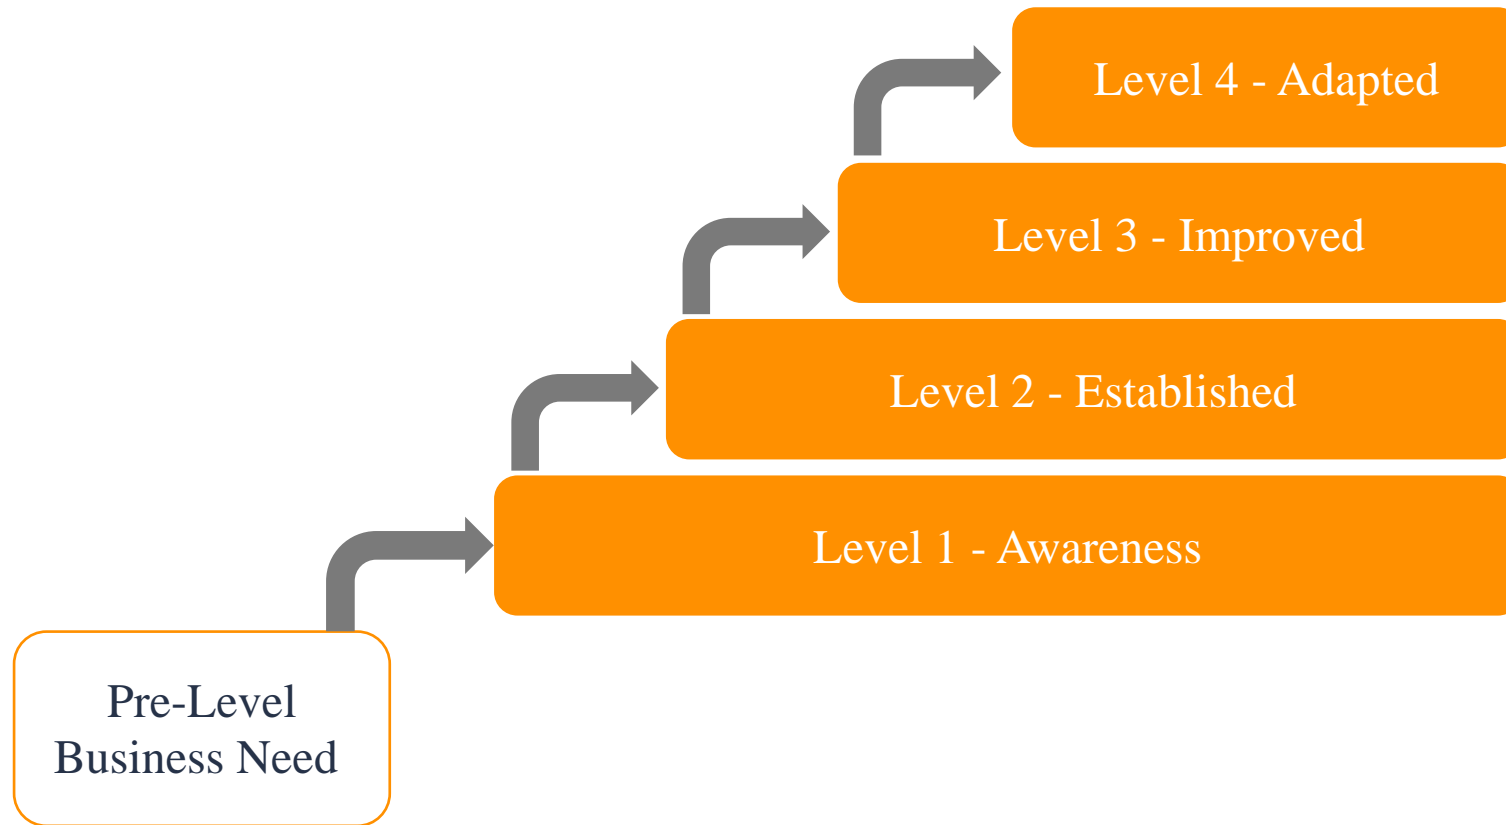 Level 4 - Adapted
Level 3 - Improved
Level 2 - Established
Level 1 - Awareness
Pre-Level
Business Need